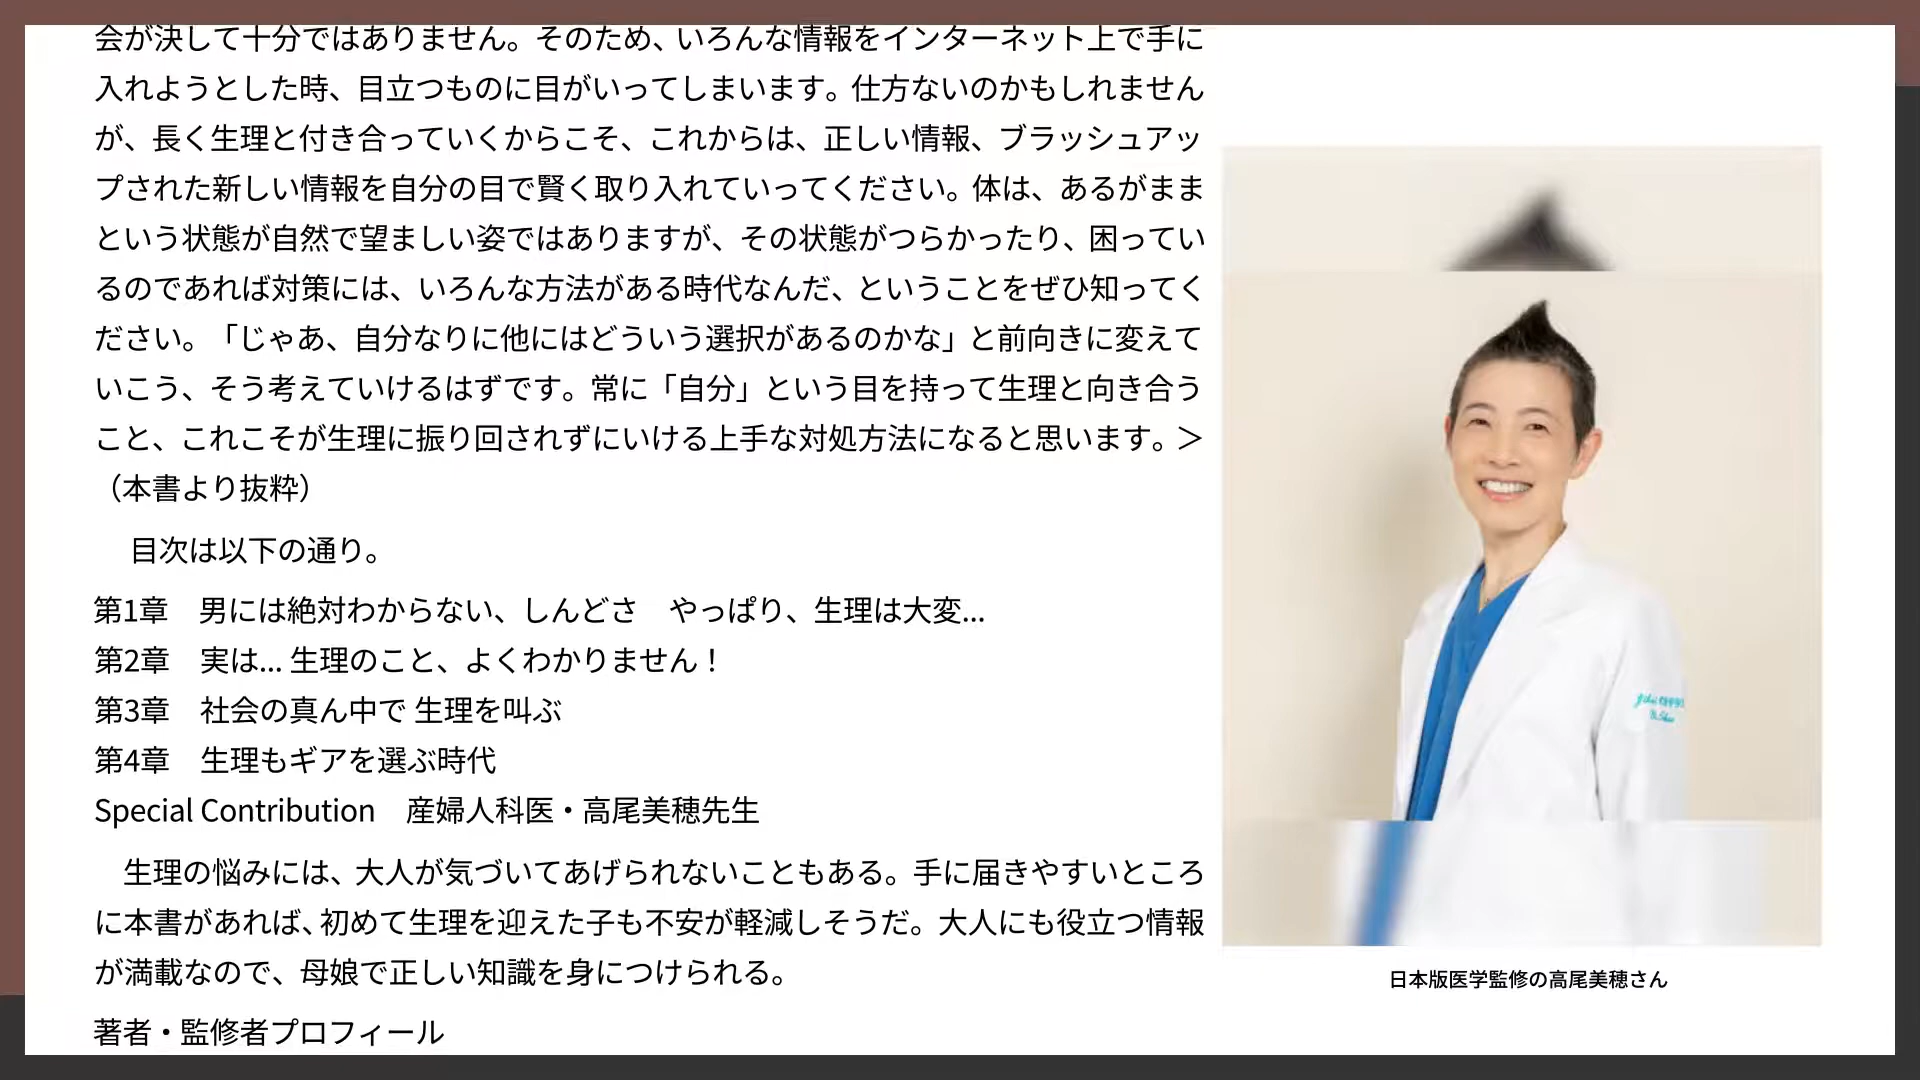 会が決して十分ではありません。そのため、いろんな情報をインターネット上で手に
入れようとした時、目立つものに目がいってしまいます。仕方ないのかもしれません
が、長く生理と付き合っていくからこそ、これからは、正しい情報、ブラッシュアッ
プされた新しい情報を自分の目で賢く取り入れていってください。体は、あるがまま
という状態が自然で望ましい姿ではありますが、その状態がつらかったり、困ってい
るのであれば対策には、いろんな方法がある時代なんだ、ということをぜひ知ってく
ださい。「じゃあ、自分なりに他にはどういう選択があるのかな」と前向きに変えて
いこう、そう考えていけるはずです。常に「自分」という目を持って生理と向き合う
こと、これこそが生理に振り回されずにいける上手な対処方法になると思います。＞
（本書より抜粋）
目次は以下の通り。
第1章　男には絶対わからない、しんどさ　やっぱり、生理は大変...
第2章　実は... 生理のこと、よくわかりません！
第3章　社会の真ん中で 生理を叫ぶ
第4章　生理もギアを選ぶ時代
Special Contribution　産婦人科医・高尾美穂先生
生理の悩みには、大人が気づいてあげられないこともある。手に届きやすいところ
に本書があれば、初めて生理を迎えた子も不安が軽減しそうだ。大人にも役立つ情報
が満載なので、母娘で正しい知識を身につけられる。
日本版医学監修の高尾美穂さん
著者・監修者プロフィール